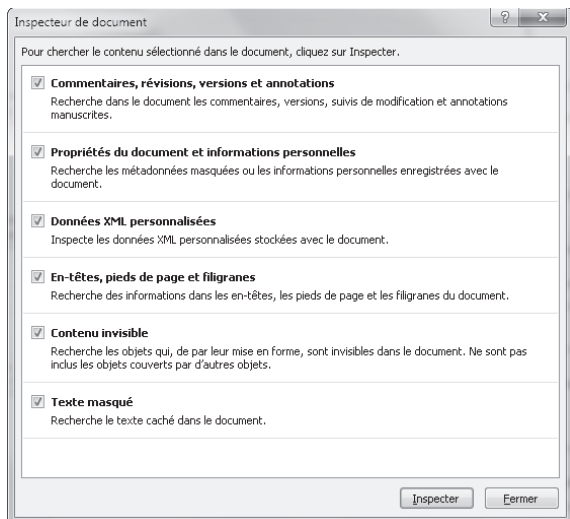 Inspecteur de document
Pour chercher le contenu sélectionné dans le document, cliquez sur Inspecter.
Commentaires, révisions, versions et annotations
Recherche dans le document les commentaires, versions, suivis de modification et annotations
manuscrites.
Propriétés du document et informations personnelles
Recherche les métadonnées masquées ou les informations personnelles enregistrées avec le
document.
Données XML personnalisées
Inspecte les données XML personnalisées stockées avec le document.
En-têtes, pieds de page et filigranes
Recherche des informations dans les en-têtes, les pieds de page et les filigranes du document.
Contenu invisible
Recherche les objets qui, de par leur mise en forme, sont invisibles dans le document. Ne sont pas
inclus les objets couverts par d'autres objets.
Texte masqué
Recherche le texte caché dans le document.
Inspecter Fermer